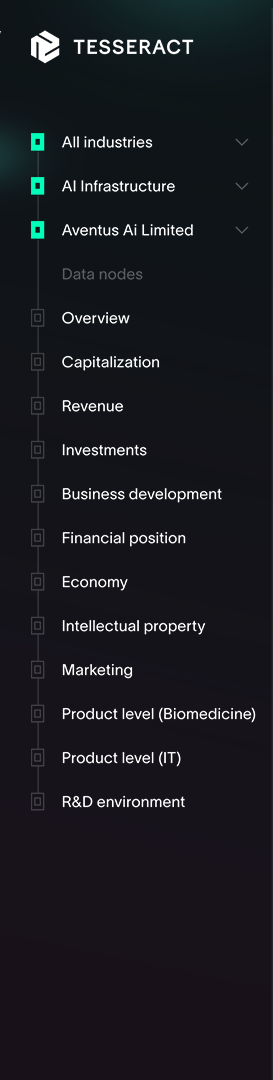 TESSERACT
All industries
AI Infrastructure
Aventus Ai Limited
Data nodes
Overview
Capitalization
Revenue
Investments
Business development
Financial position
Economy
Intellectual property
Marketing
Product level (Biomedicine)
Product level (IT)
R&D environment